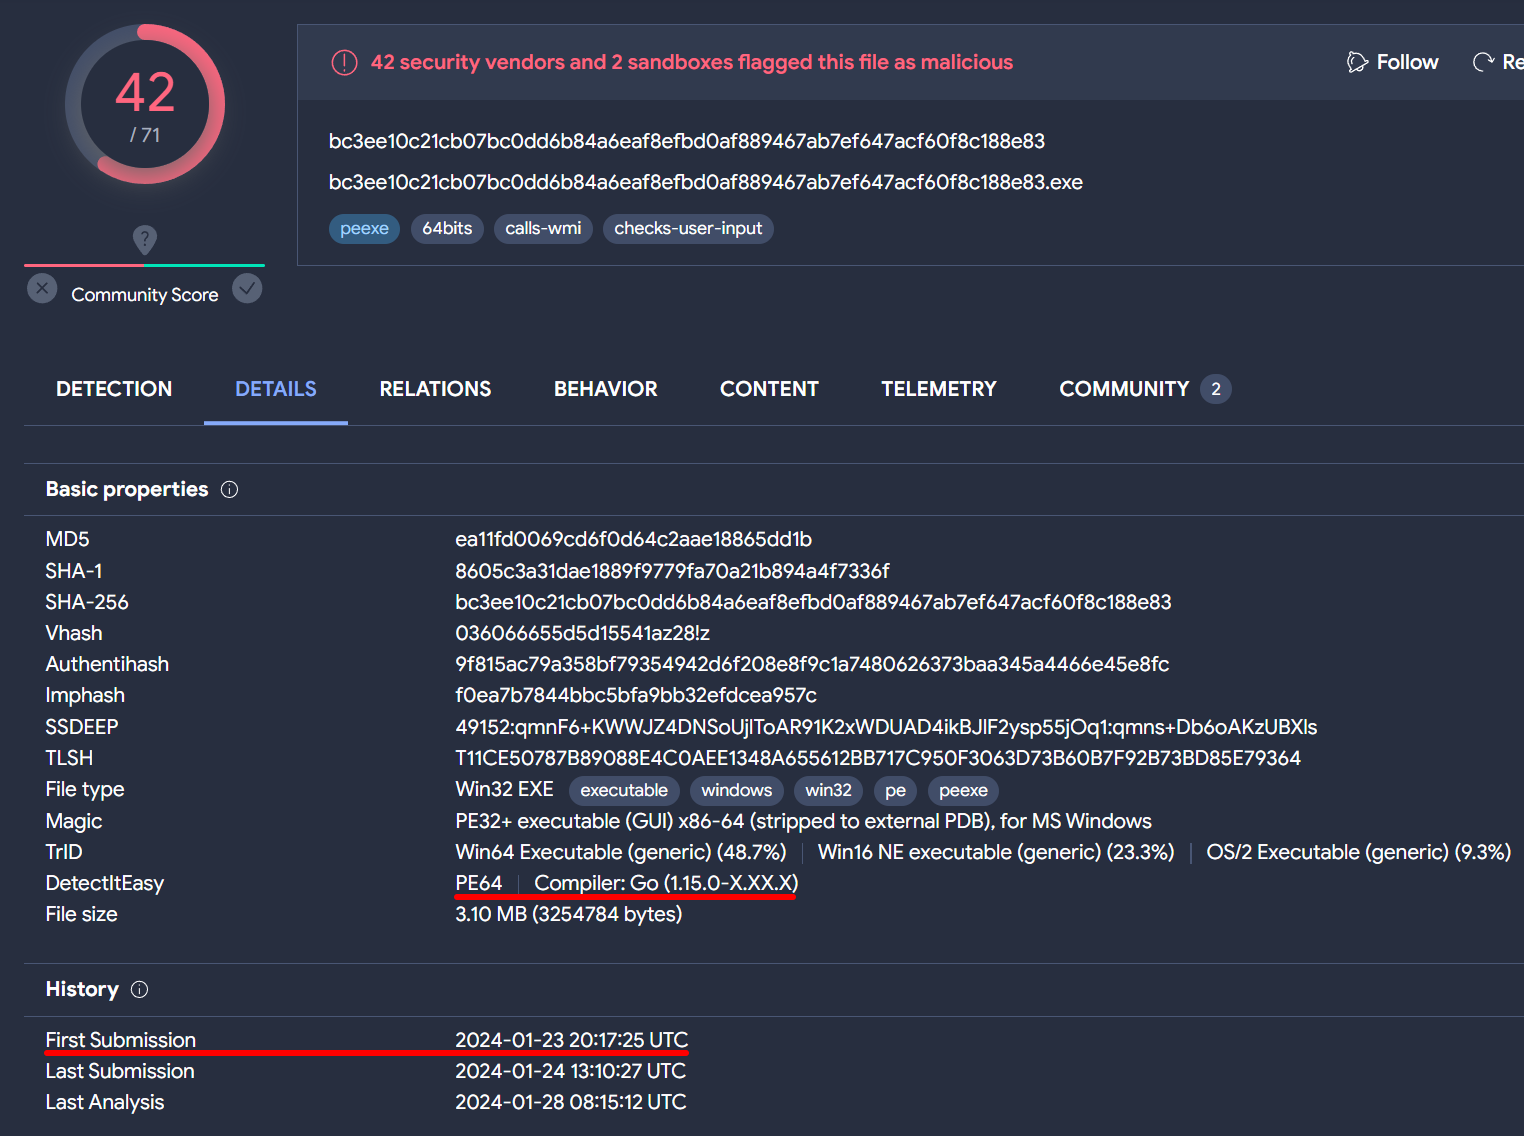 42
/ 71
Community Score
42 security vendors and 2 sandboxes flagged this file as malicious
Follow
Re
bc3ee10c21cb07bc0dd6b84a6eaf8efbd0af889467ab7ef647acf60f8c188e83
bc3ee10c21cb07bc0dd6b84a6eaf8efbd0af889467ab7ef647acf60f8c188e83.exe
peexe 64bits calls-wmi checks-user-input
DETECTION DETAILS RELATIONS BEHAVIOR CONTENT TELEMETRY COMMUNITY 2
Basic properties
MD5 ea11fd0069cd6f0d64c2aae18865dd1b
SHA-1 8605c3a31dae1889f9779fa70a21b894a4f7336f
SHA-256 bc3ee10c21cb07bc0dd6b84a6eaf8efbd0af889467ab7ef647acf60f8c188e83
Vhash 036066655d5d15541az28!z
Authentihash 9f815ac79a358bf79354942d6f208e8f9c1a7480626373baa345a4466e45e8fc
Imphash f0ea7b7844bbc5bfa9bb32efdcea957c
SSDEEP 49152:qmnF6+KWWJZ4DNSoUjlToAR91K2xWDUAD4ikBJlF2ysp55jOq1:qmns+Db6oAKzUBXls
TLSH T11CE50787B89088E4C0AEE1348A655612BB717C950F3063D73B60B7F92B73BD85E79364
File type Win32 EXE executable windows win32 pe peexe
Magic PE32+ executable (GUI) x86-64 (stripped to external PDB), for MS Windows
TrID Win64 Executable (generic) (48.7%) | Win16 NE executable (generic) (23.3%) | OS/2 Executable (generic) (9.3%)
DetectItEasy PE64 | Compiler: Go (1.15.0-X.XX.X)
File size 3.10 MB (3254784 bytes)
History
First Submission 2024-01-23 20:17:25 UTC
Last Submission 2024-01-24 13:10:27 UTC
Last Analysis 2024-01-28 08:15:12 UTC